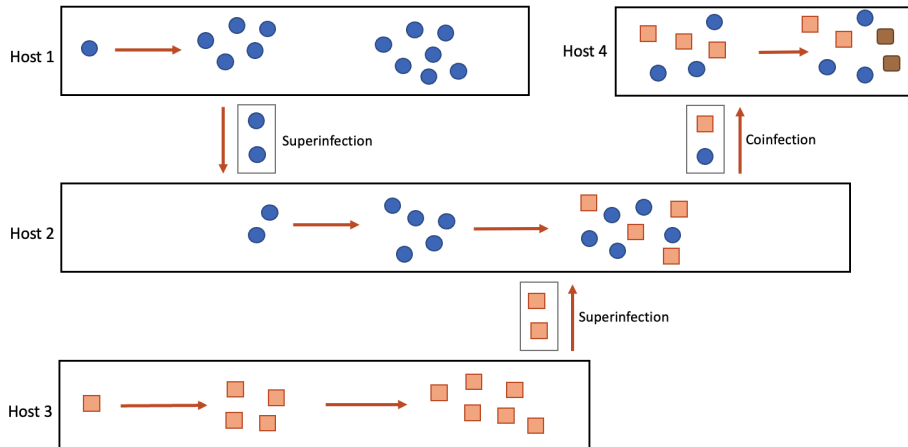 Host 1
Host 4
Superinfection
Coinfection
Host 2
Superinfection
Host 3